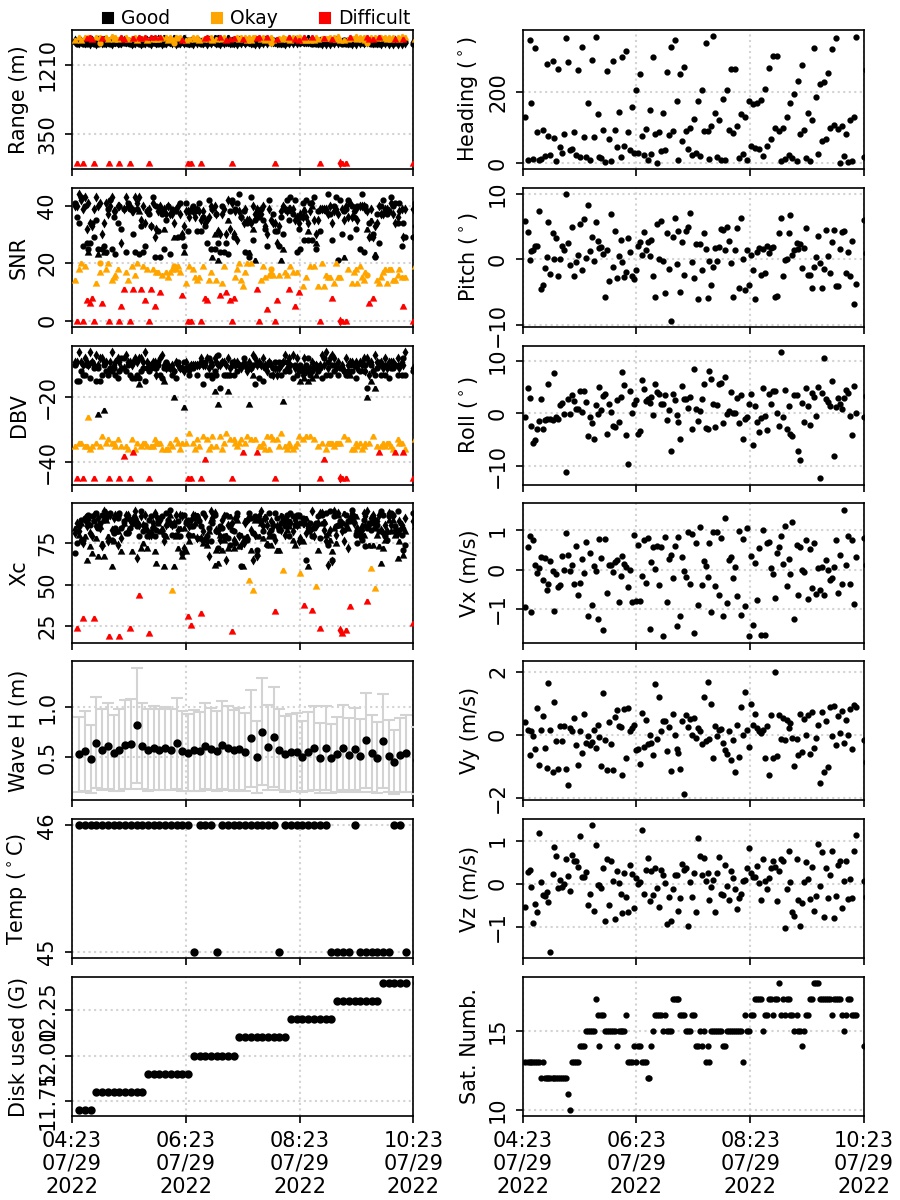 Good Okay Difficult
Range (m)
1210
350
Heading (°)
200
0
SNR
40
20
0
Pitch (°)
10
0
−10
DBV
−20
−40
Roll (°)
10
0
−10
Xc
75
50
25
Vx (m/s)
1
0
−1
Wave H (m)
1.0
0.5
Vy (m/s)
2
0
−2
Temp (°C)
46
45
Vz (m/s)
1
0
−1
Disk used (G)
12.25
12.00
11.75
Sat. Numb.
15
10
04:23 06:23 08:23 10:23 04:23 06:23 08:23 10:23
07/29 07/29 07/29 07/29 07/29 07/29 07/29 07/29
2022 2022 2022 2022 2022 2022 2022 2022